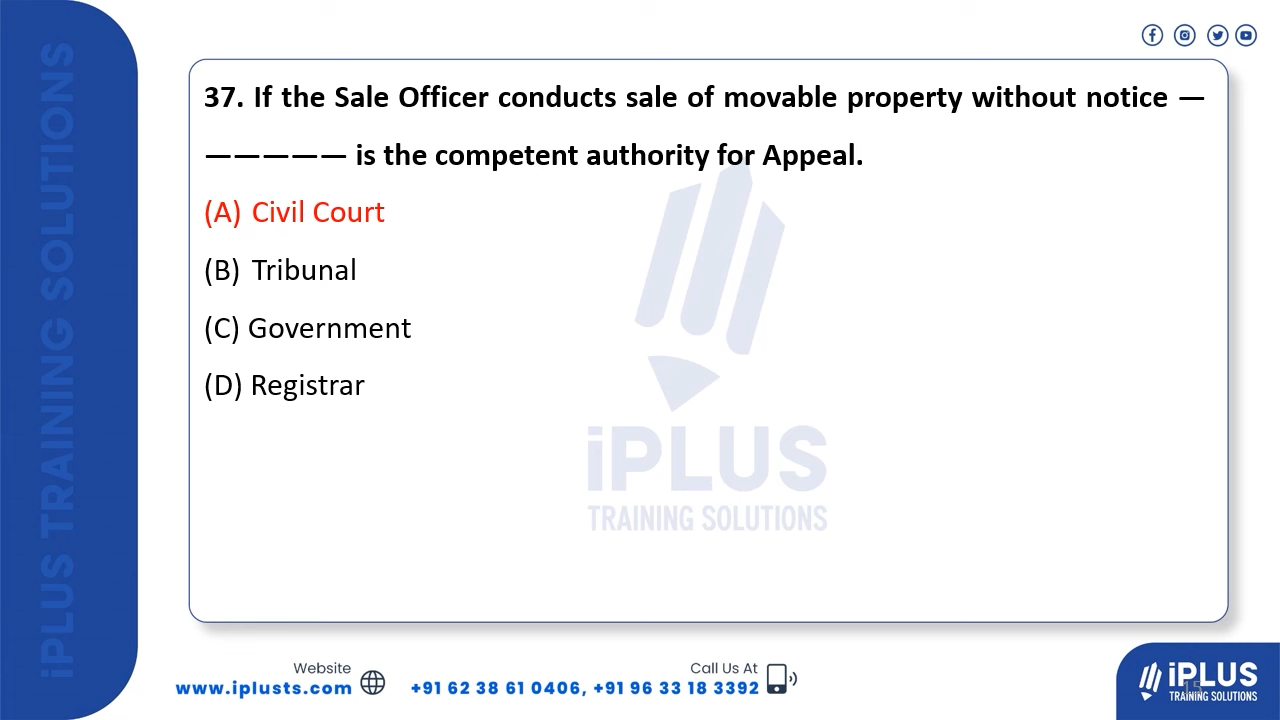 iPLUS TRAINING SOLUTIONS
37. If the Sale Officer conducts sale of movable property without notice —
————— is the competent authority for Appeal.
(A) Civil Court
(B) Tribunal
(C) Government
(D) Registrar
iPLUS
TRAINING SOLUTIONS
Website
www.iplusts.com
Call Us At
+91 62 38 61 0406, +91 96 33 18 3392
iPLUS
TRAINING SOLUTIONS